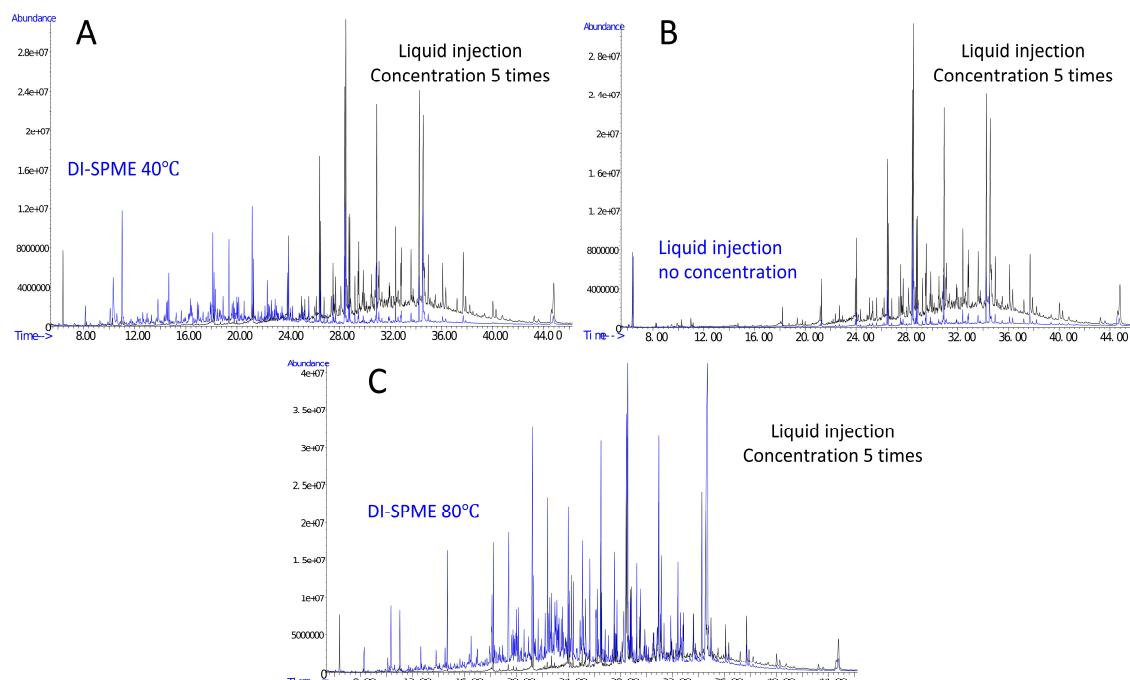 Abundance
A
Liquid injection
Concentration 5 times
2.8e+07
2.4e+07
2e+07
1.6e+07
DI-SPME 40℃
1.2e+07
8000000
4000000
0
Time-->
8.00
12.00
16.00
20.00
24.00
28.00
32.00
36.00
40.00
44.00
Abundance
B
Liquid injection
Concentration 5 times
2.8e+07
2.4e+07
2e+07
1.6e+07
1.2e+07
Liquid injection
no concentration
8000000
4000000
0
Time-->
8.00
12.00
16.00
20.00
24.00
28.00
32.00
36.00
40.00
44.00
Abundance
C
4e+07
3.5e+07
Liquid injection
Concentration 5 times
3e+07
2.5e+07
DI-SPME 80℃
2e+07
1.5e+07
1e+07
5000000
0